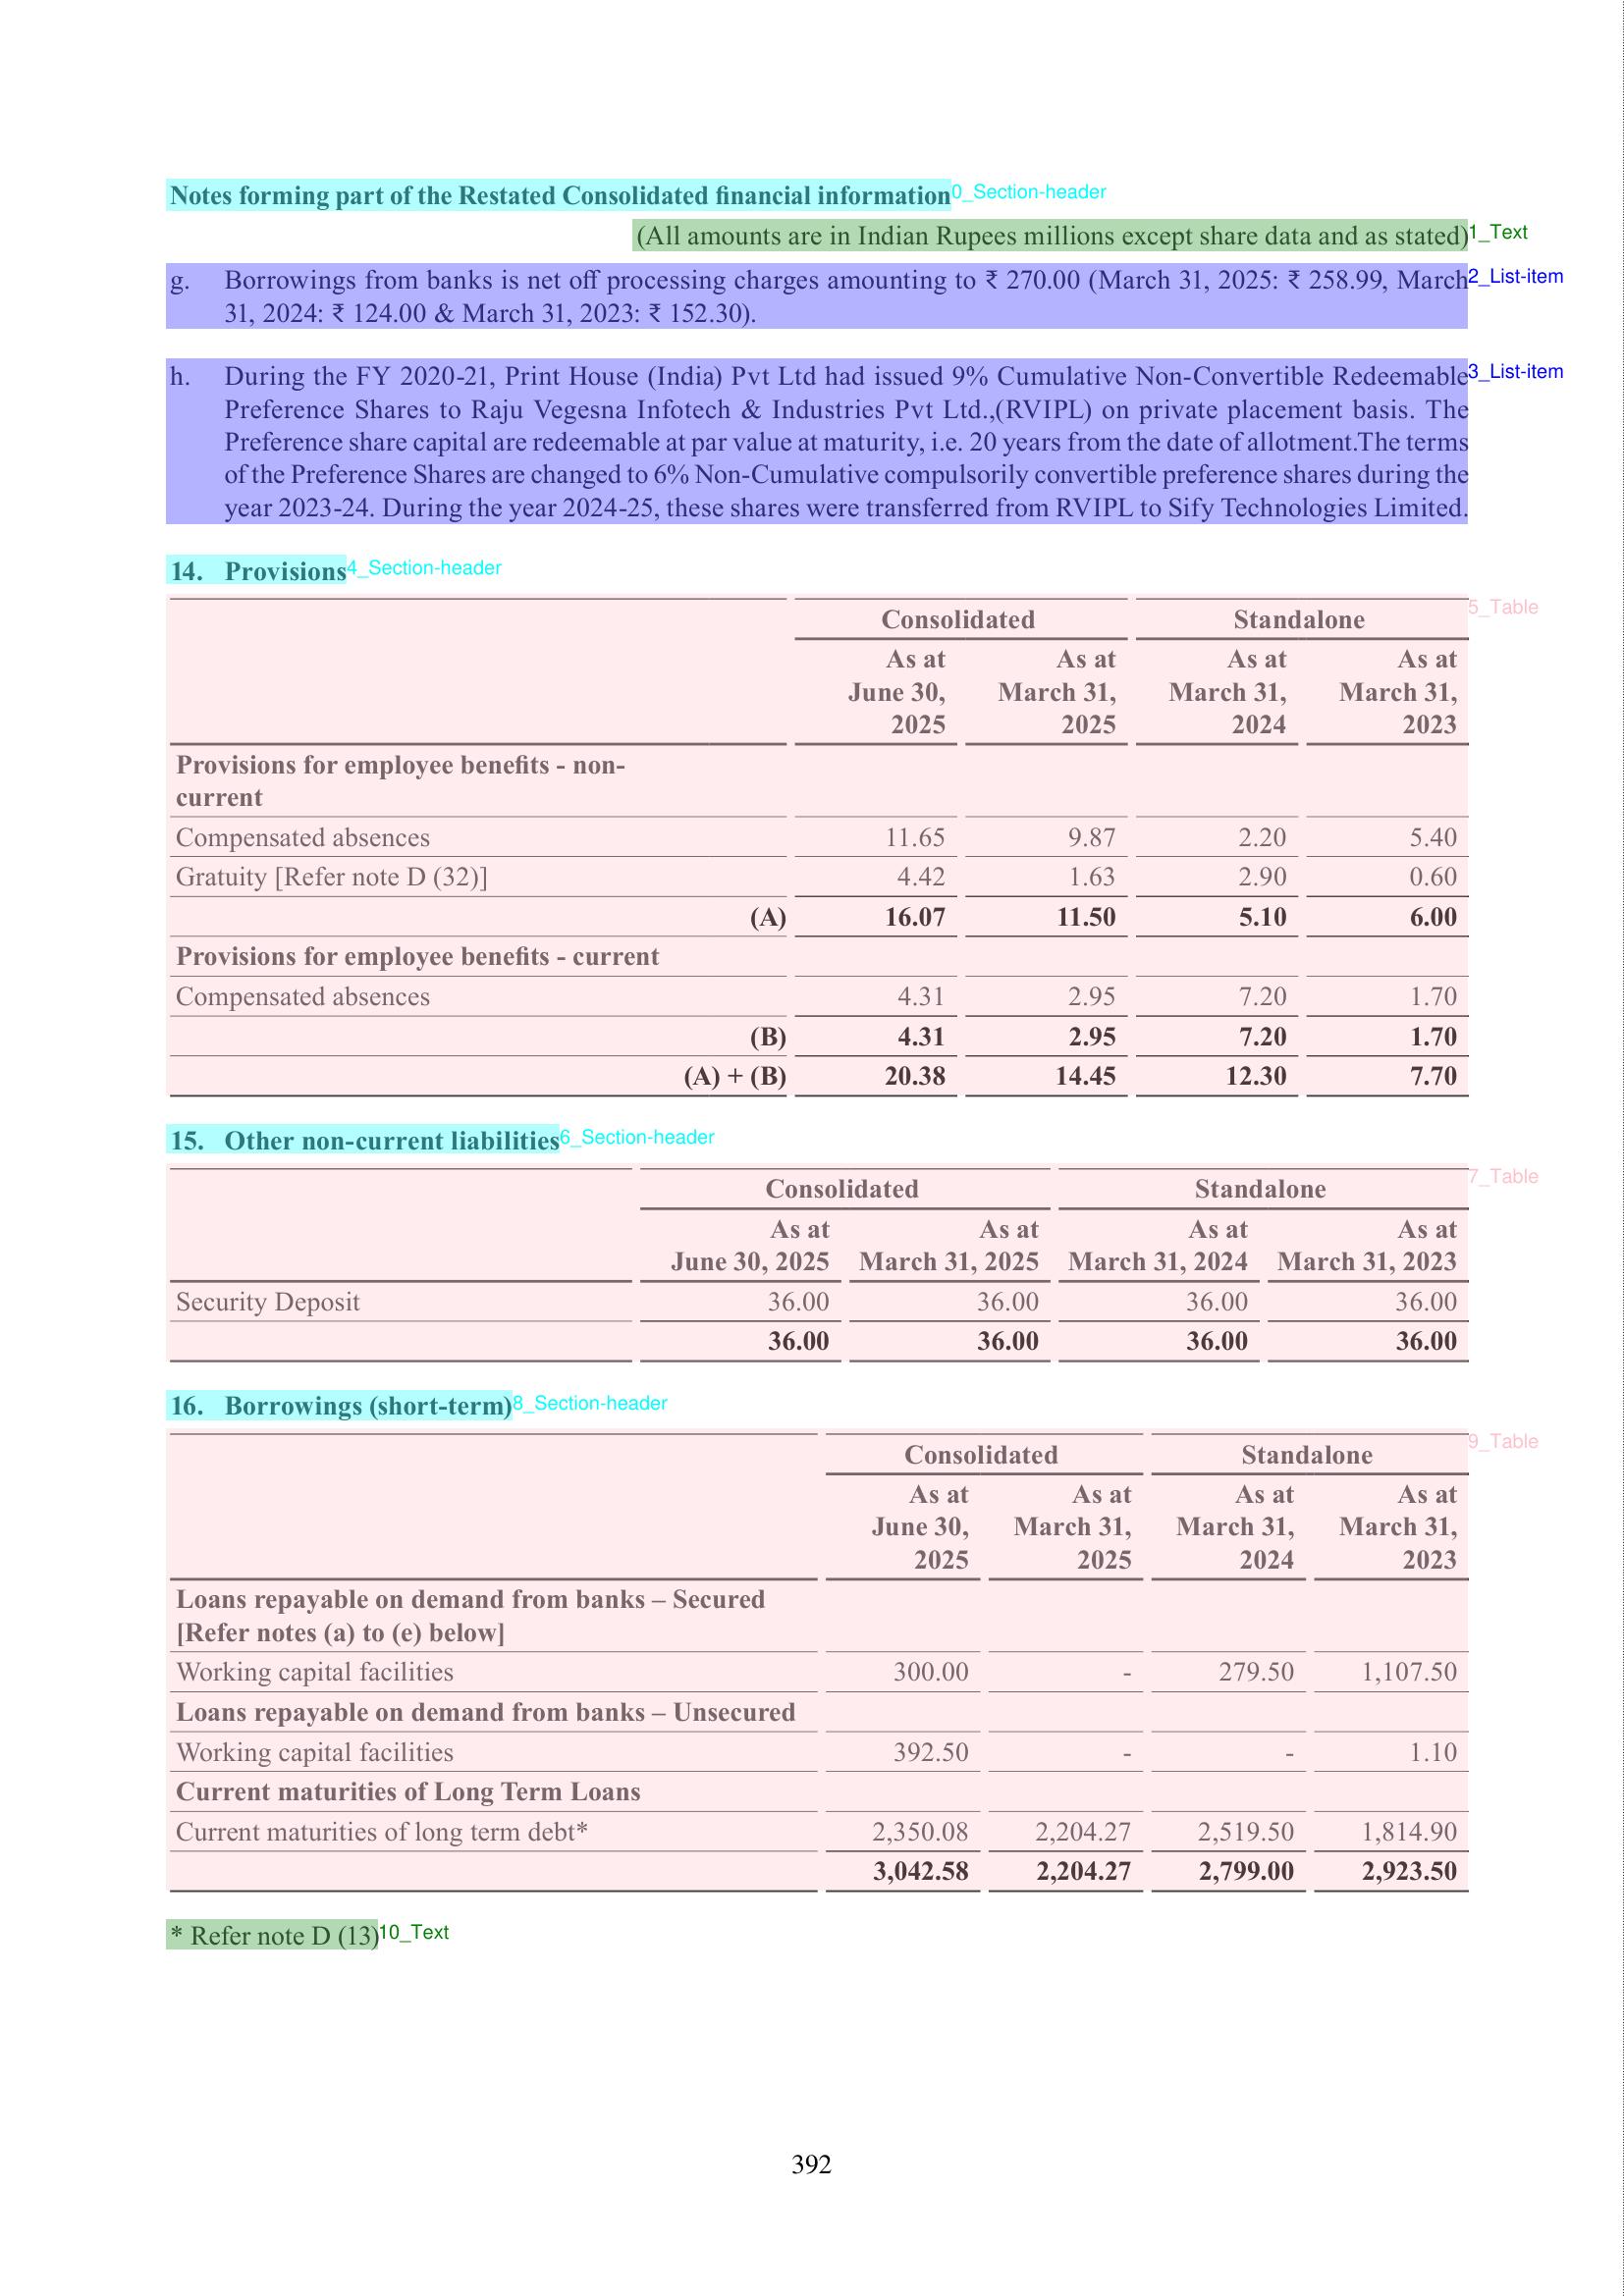 Notes forming part of the Restated Consolidated financial information 0_Section-header
(All amounts are in Indian Rupees millions except share data and as stated) 1_Text
g. Borrowings from banks is net off processing charges amounting to ₹ 270.00 (March 31, 2025: ₹ 258.99, March 2_List-item
31, 2024: ₹ 124.00 & March 31, 2023: ₹ 152.30).
h. During the FY 2020-21, Print House (India) Pvt Ltd had issued 9% Cumulative Non-Convertible Redeemable 3_List-item
Preference Shares to Raju Vegesna Infotech & Industries Pvt Ltd.,(RVIPL) on private placement basis. The
Preference share capital are redeemable at par value at maturity, i.e. 20 years from the date of allotment.The terms
of the Preference Shares are changed to 6% Non-Cumulative compulsorily convertible preference shares during the
year 2023-24. During the year 2024-25, these shares were transferred from RVIPL to Sify Technologies Limited.
14. Provisions 4_Section-header
5_Table
Consolidated Standalone
As at As at As at As at
June 30, March 31, March 31, March 31,
2025 2025 2024 2023
Provisions for employee benefits - non-
current
Compensated absences 11.65 9.87 2.20 5.40
Gratuity [Refer note D (32)] 4.42 1.63 2.90 0.60
(A) 16.07 11.50 5.10 6.00
Provisions for employee benefits - current
Compensated absences 4.31 2.95 7.20 1.70
(B) 4.31 2.95 7.20 1.70
(A) + (B) 20.38 14.45 12.30 7.70
15. Other non-current liabilities 6_Section-header
7_Table
Consolidated Standalone
As at As at As at As at
June 30, 2025 March 31, 2025 March 31, 2024 March 31, 2023
Security Deposit 36.00 36.00 36.00 36.00
36.00 36.00 36.00 36.00
16. Borrowings (short-term) 8_Section-header
9_Table
Consolidated Standalone
As at As at As at As at
June 30, March 31, March 31, March 31,
2025 2025 2024 2023
Loans repayable on demand from banks – Secured
[Refer notes (a) to (e) below]
Working capital facilities 300.00 - 279.50 1,107.50
Loans repayable on demand from banks – Unsecured
Working capital facilities 392.50 - - 1.10
Current maturities of Long Term Loans
Current maturities of long term debt* 2,350.08 2,204.27 2,519.50 1,814.90
3,042.58 2,204.27 2,799.00 2,923.50
* Refer note D (13) 10_Text
392